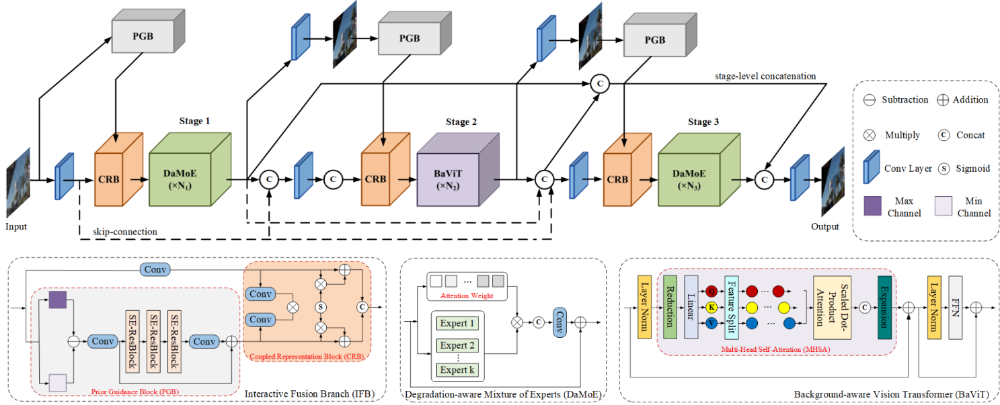 PGB
PGB
PGB
C
stage-level concatenation
Stage 1
Stage 2
Stage 3
CRB
DaMoE
(×N₁)
C
C
CRB
BaViT
(×N₂)
C
CRB
DaMoE
(×N₃)
C
Input
skip-connection
Output
Subtraction
Addition
Multiply
C Concat
Conv Layer
S Sigmoid
Max
Channel
Min
Channel
Conv
Conv
Conv
S
C
Conv
SE-ResBlock
SE-ResBlock
SE-ResBlock
Conv
Coupled Representation Block (CRB)
Prior Guidance Block (PGB)
Interactive Fusion Branch (IFB)
...
Attention Weight
Expert 1
Expert 2
⋮
Expert k
C
Conv
Degradation-aware Mixture of Experts (DaMoE)
Layer Norm
Reduction
Linear
Q
K
V
Feature Split
...
...
...
Scaled Dot-
Product
Attention
C
Expansion
Layer Norm
FFN
Multi-Head Self-Attention (MHSA)
Background-aware Vision Transformer (BaViT)